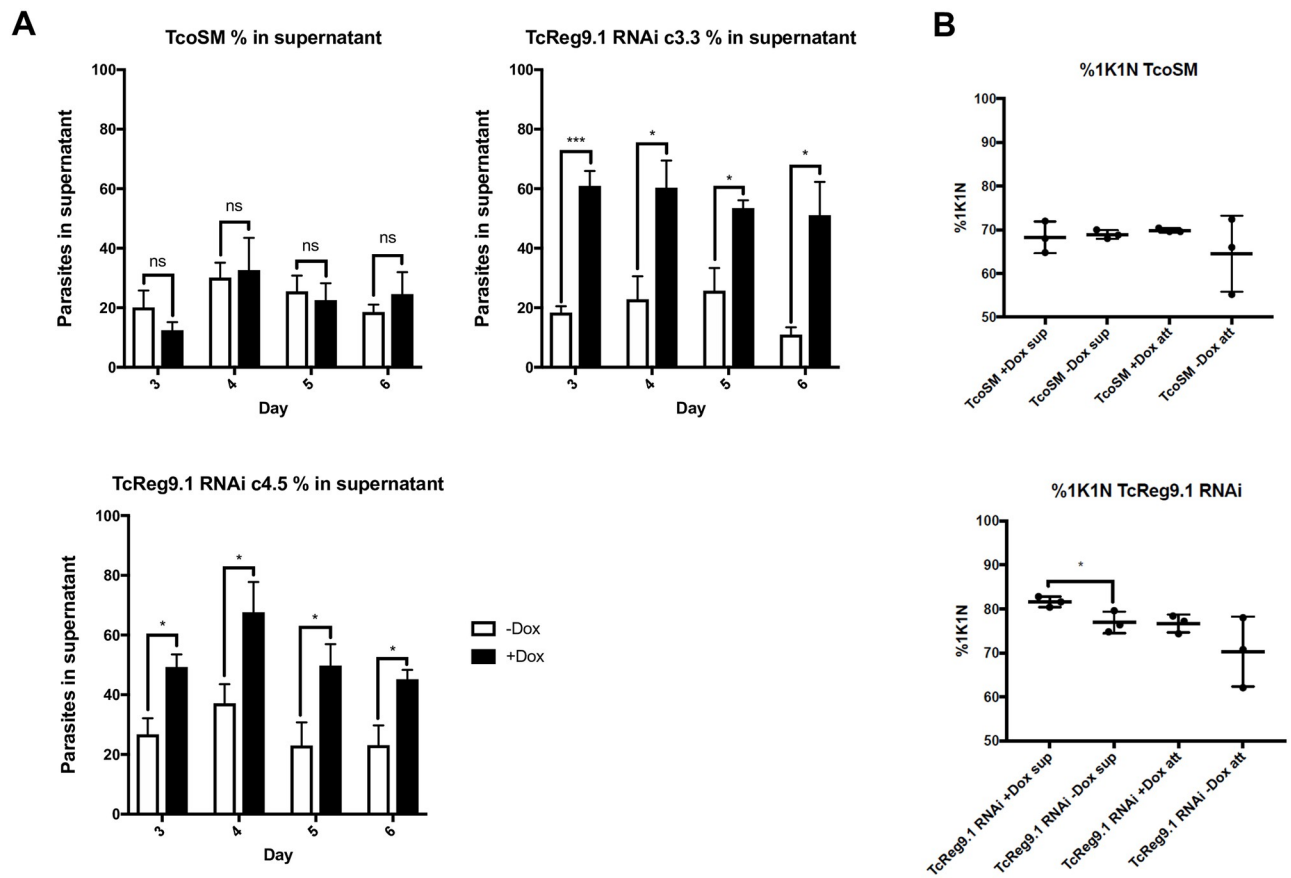 A
TcoSM % in supernatant
Parasites in supernatant
100
80
60
40
20
0
ns
ns
ns
ns
3
4
5
6
Day
TcReg9.1 RNAi c3.3 % in supernatant
Parasites in supernatant
100
80
60
40
20
0
***
*
*
*
3
4
5
6
Day
TcReg9.1 RNAi c4.5 % in supernatant
Parasites in supernatant
100
80
60
40
20
0
*
*
*
*
3
4
5
6
Day
-Dox
+Dox
B
%1K1N TcoSM
%1K1N
100
90
80
70
60
50
TcoSM +Dox sup
TcoSM -Dox sup
TcoSM +Dox att
TcoSM -Dox att
%1K1N TcReg9.1 RNAi
%1K1N
100
90
80
70
60
50
*
TcReg9.1 RNAi +Dox sup
TcReg9.1 RNAi -Dox sup
TcReg9.1 RNAi +Dox att
TcReg9.1 RNAi -Dox att